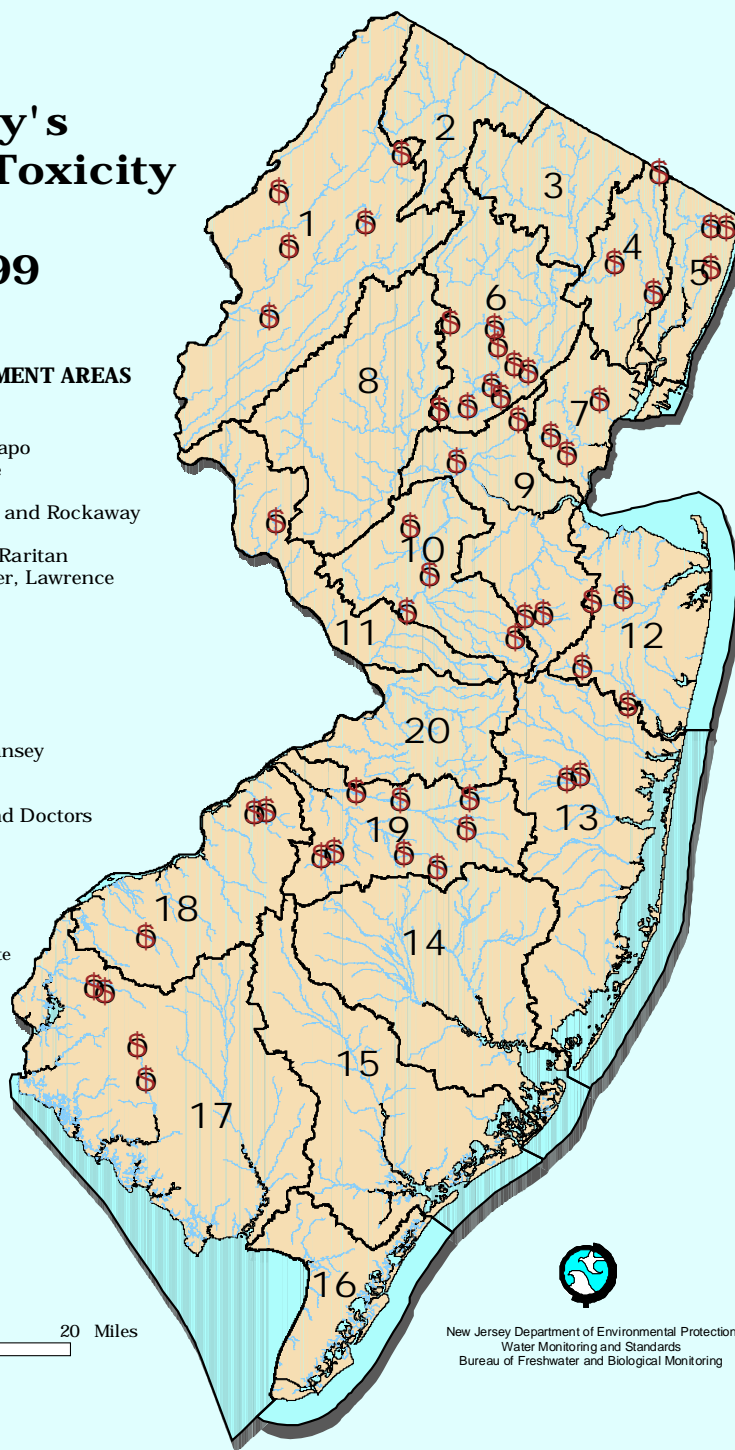 y's
Toxicity
99
MENT AREAS
apo
e
and Rockaway
Raritan
er, Lawrence
nsey
nd Doctors
te
20 Miles
1
2
3
4
5
6
7
8
9
10
11
12
20
13
19
18
14
15
17
16
New Jersey Department of Environmental Protection
Water Monitoring and Standards
Bureau of Freshwater and Biological Monitoring